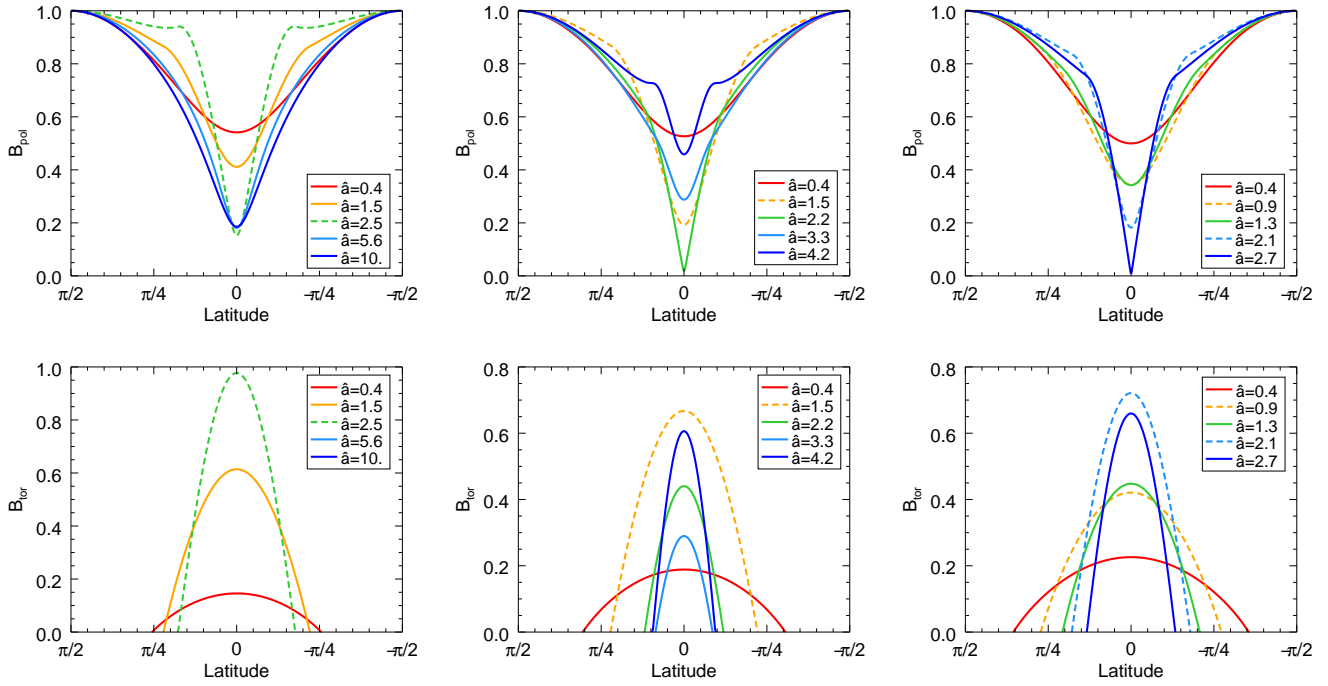 1.0
0.8
0.6
0.4
0.2
0.0
B_pol
â=0.4
â=1.5
â=2.5
â=5.6
â=10.
π/2 π/4 0 -π/4 -π/2
Latitude
1.0
0.8
0.6
0.4
0.2
0.0
B_pol
â=0.4
â=1.5
â=2.2
â=3.3
â=4.2
π/2 π/4 0 -π/4 -π/2
Latitude
1.0
0.8
0.6
0.4
0.2
0.0
B_pol
â=0.4
â=0.9
â=1.3
â=2.1
â=2.7
π/2 π/4 0 -π/4 -π/2
Latitude
1.0
0.8
0.6
0.4
0.2
0.0
B_tor
â=0.4
â=1.5
â=2.5
â=5.6
â=10.
π/2 π/4 0 -π/4 -π/2
Latitude
0.8
0.6
0.4
0.2
0.0
B_tor
â=0.4
â=1.5
â=2.2
â=3.3
â=4.2
π/2 π/4 0 -π/4 -π/2
Latitude
0.8
0.6
0.4
0.2
0.0
B_tor
â=0.4
â=0.9
â=1.3
â=2.1
â=2.7
π/2 π/4 0 -π/4 -π/2
Latitude